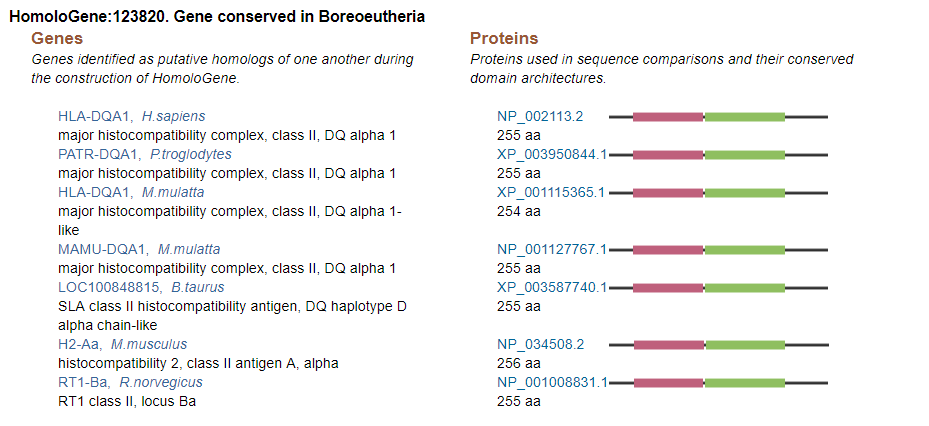 HomoloGene:123820. Gene conserved in Boreoeutheria
Genes
Genes identified as putative homologs of one another during
the construction of HomoloGene.
HLA-DQA1, H.sapiens
major histocompatibility complex, class II, DQ alpha 1
PATR-DQA1, P.troglodytes
major histocompatibility complex, class II, DQ alpha 1
HLA-DQA1, M.mulatta
major histocompatibility complex, class II, DQ alpha 1-
like
MAMU-DQA1, M.mulatta
major histocompatibility complex, class II, DQ alpha 1
LOC100848815, B.taurus
SLA class II histocompatibility antigen, DQ haplotype D
alpha chain-like
H2-Aa, M.musculus
histocompatibility 2, class II antigen A, alpha
RT1-Ba, R.norvegicus
RT1 class II, locus Ba
Proteins
Proteins used in sequence comparisons and their conserved
domain architectures.
NP_002113.2
255 aa
XP_003950844.1
255 aa
XP_001115365.1
254 aa
NP_001127767.1
255 aa
XP_003587740.1
255 aa
NP_034508.2
256 aa
NP_001008831.1
255 aa